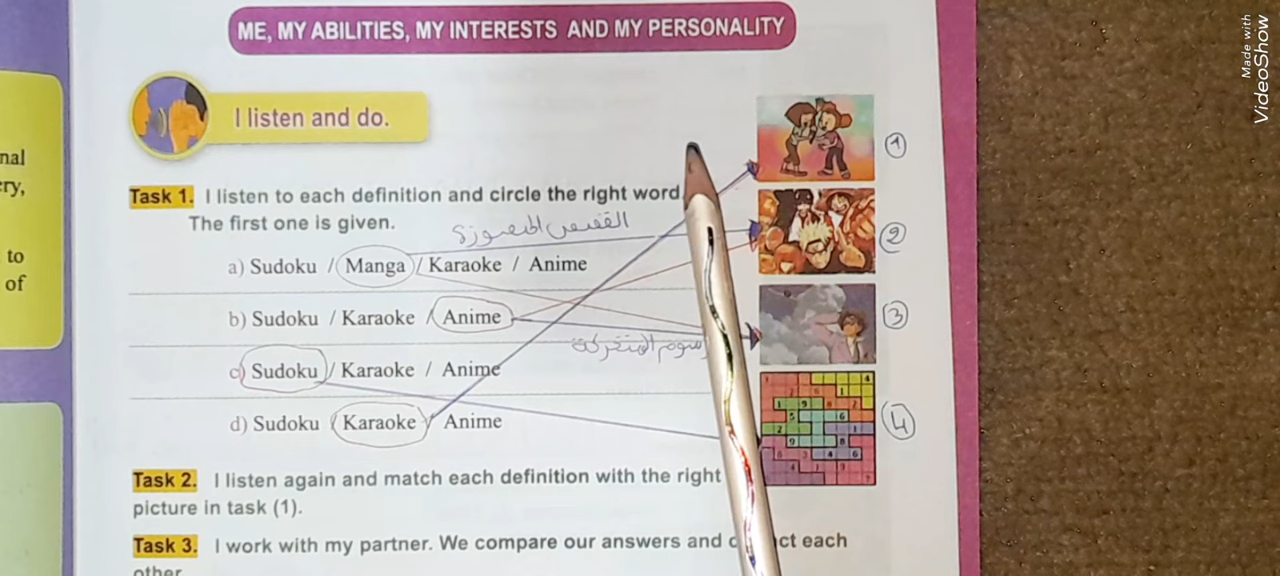 ME, MY ABILITIES, MY INTERESTS AND MY PERSONALITY
I listen and do.
Task 1. I listen to each definition and circle the right word
The first one is given.
القصص المصورة
a) Sudoku / Manga / Karaoke / Anime
b) Sudoku / Karaoke / Anime
رسوم المتحركة
c) Sudoku / Karaoke / Anime
d) Sudoku / Karaoke / Anime
1
2
3
4
Task 2. I listen again and match each definition with the right
picture in task (1).
Task 3. I work with my partner. We compare our answers and each
other
nal
ry,
to
of
Made with
VideoShow